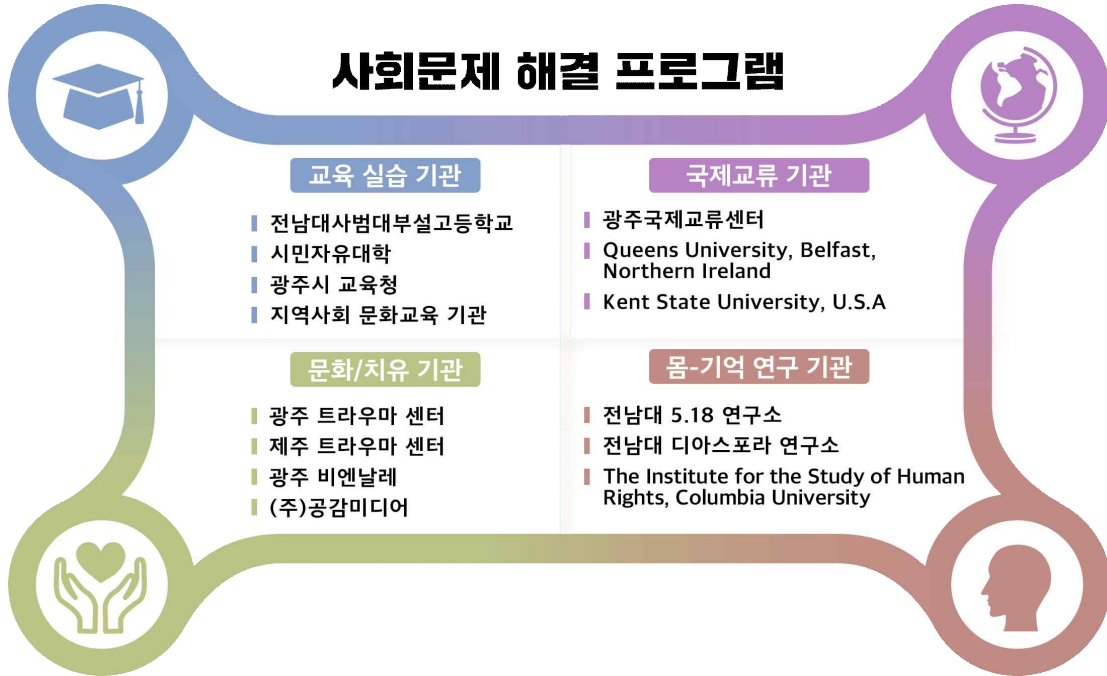 사회문제 해결 프로그램
교육 실습 기관
전남대사범대부설고등학교
시민자유대학
광주시 교육청
지역사회 문화교육 기관
국제교류 기관
광주국제교류센터
Queens University, Belfast,
Northern Ireland
Kent State University, U.S.A
문화/치유 기관
광주 트라우마 센터
제주 트라우마 센터
광주 비엔날레
(주)공감미디어
몸-기억 연구 기관
전남대 5.18 연구소
전남대 디아스포라 연구소
The Institute for the Study of Human
Rights, Columbia University